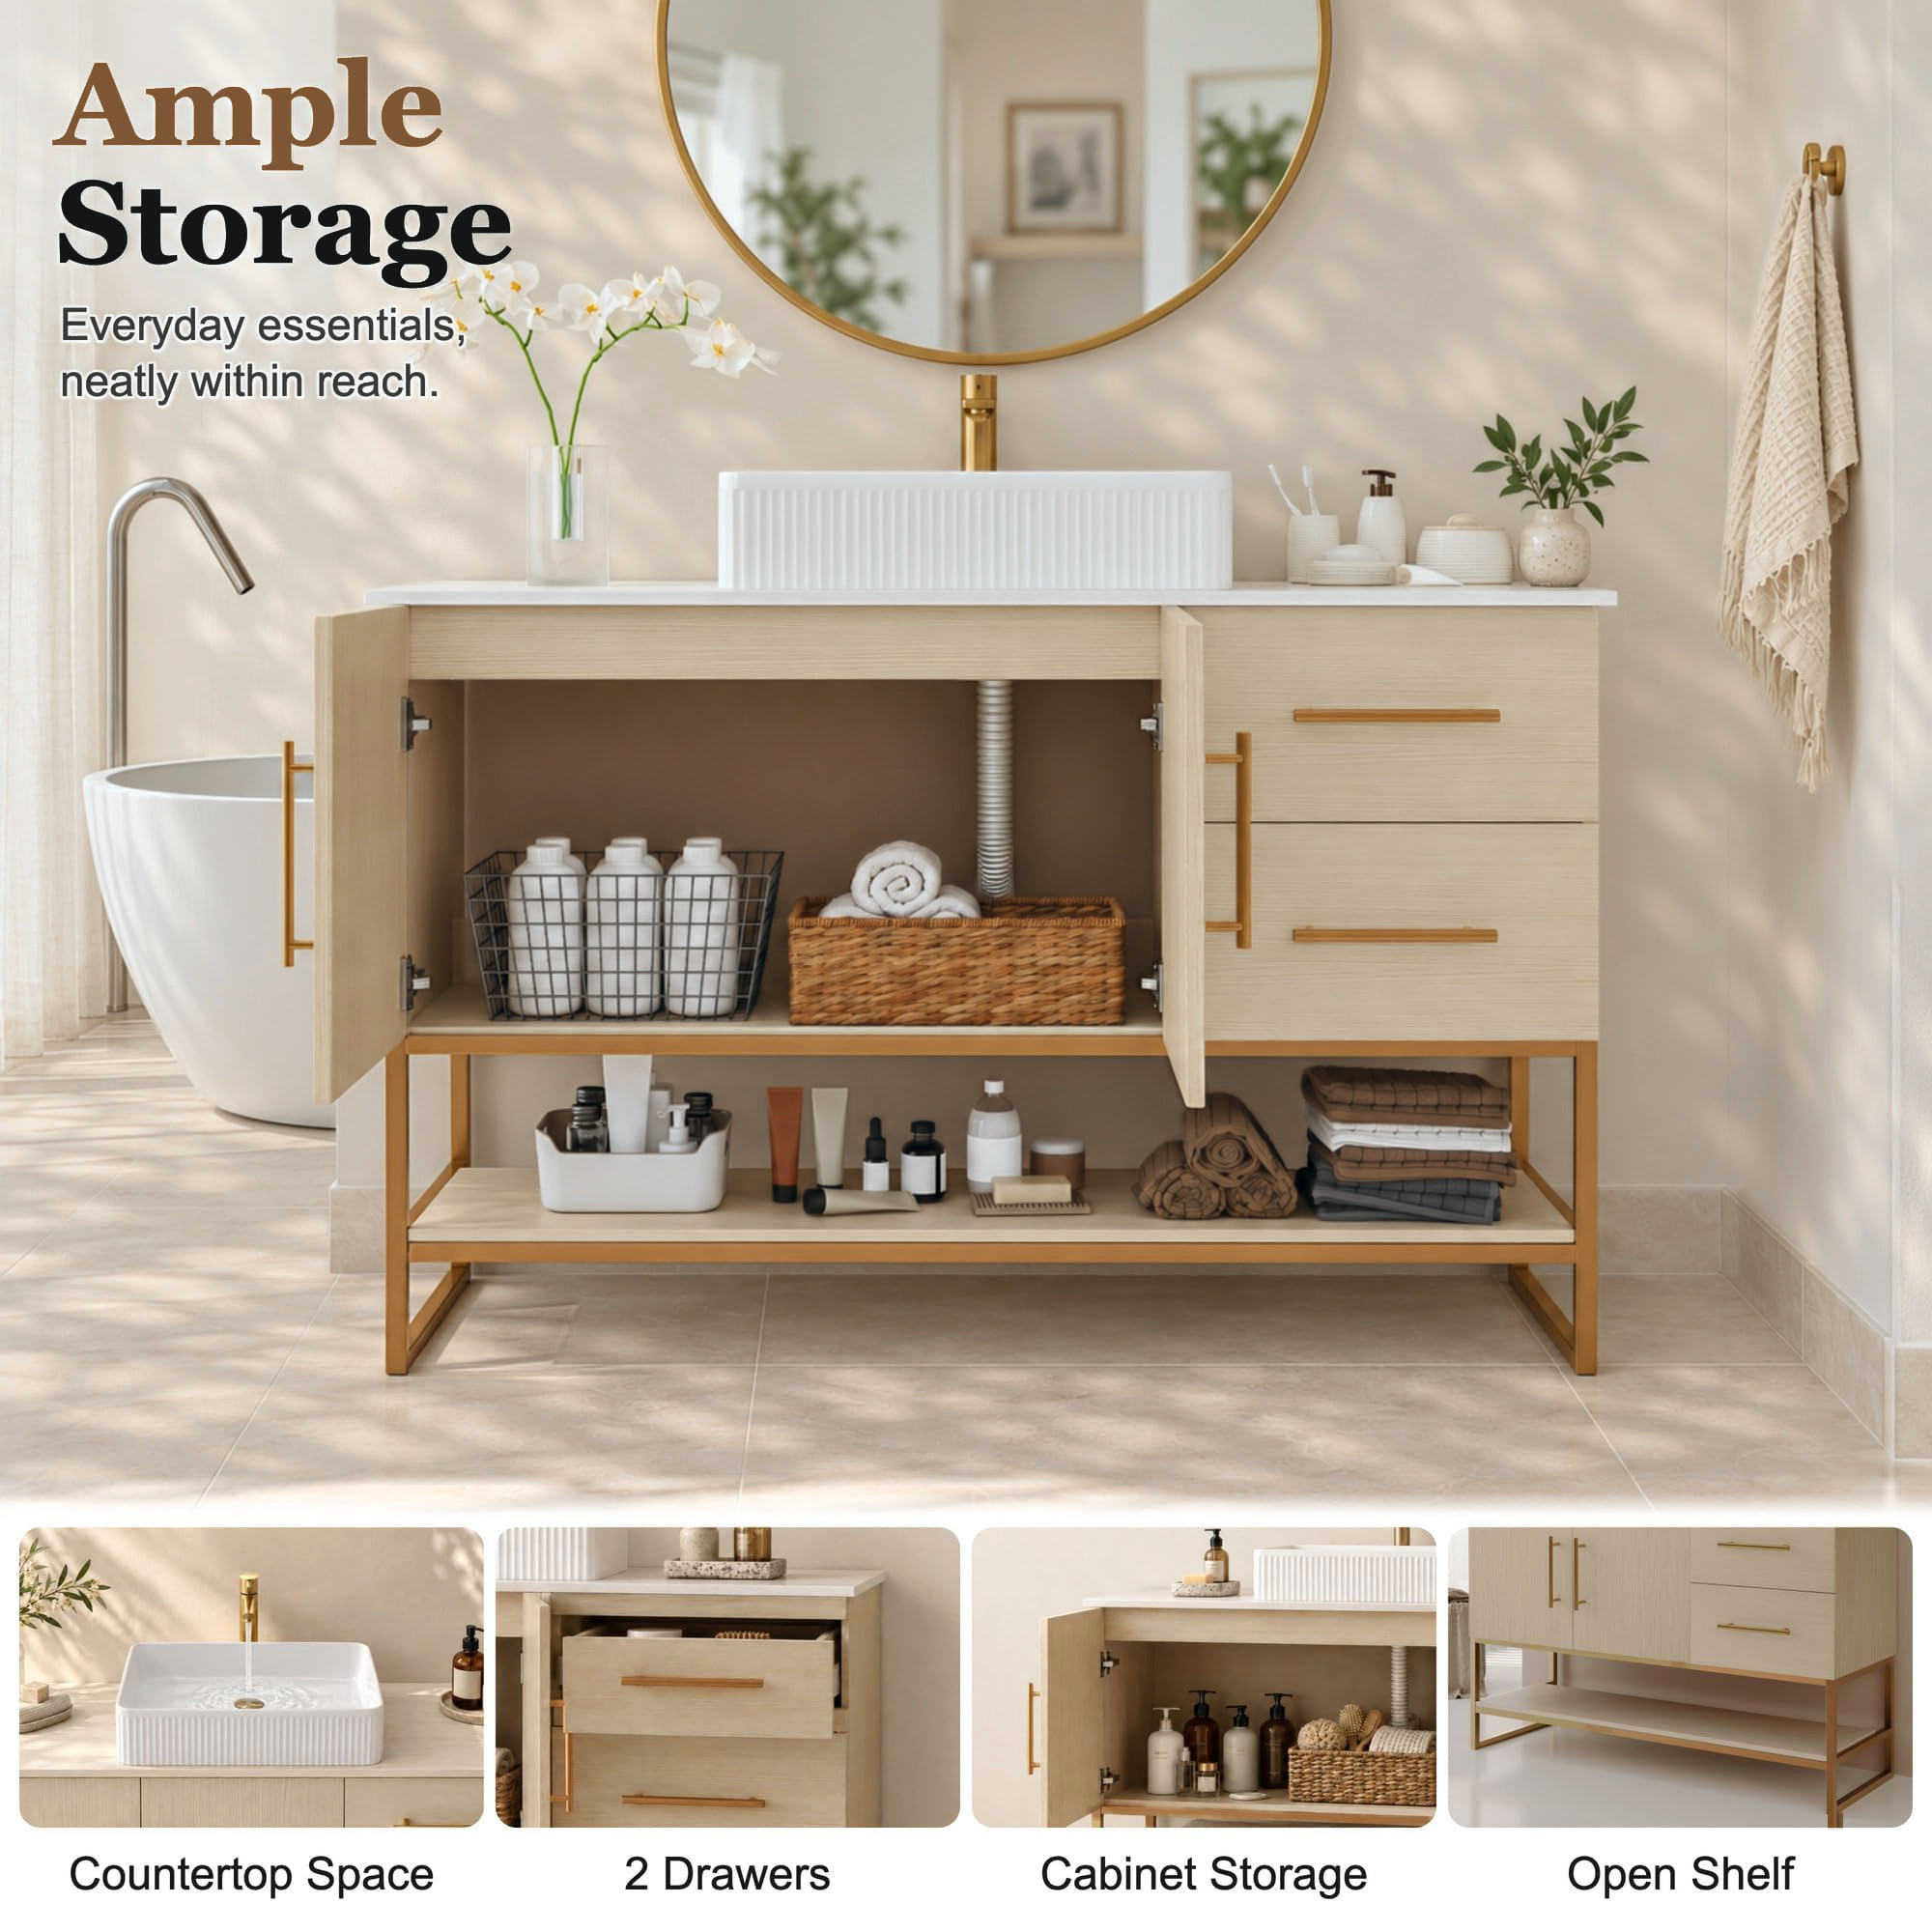 Ample
Storage
Everyday essentials,
neatly within reach.
Countertop Space
2 Drawers
Cabinet Storage
Open Shelf